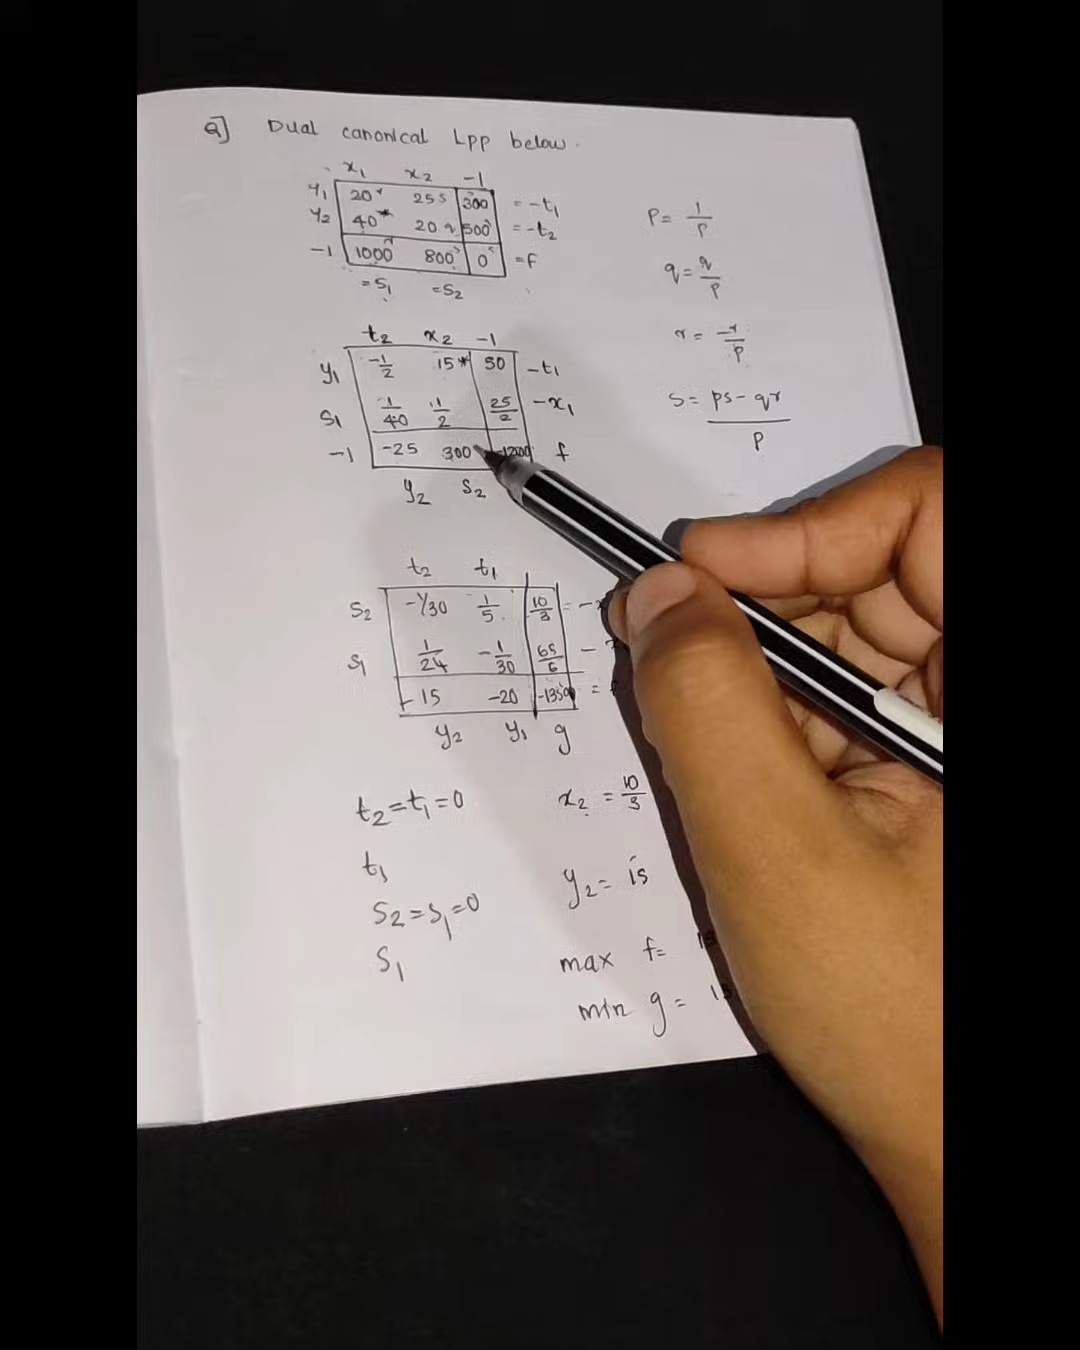 Q] Dual canonical Lpp below.
x1 x2 -1
y1 20 25 300 = -t1
y2 40* 20 500 = -t2
-1 1000 800 0 = f
= S1 = S2
P = 1/P
q = q/P
r = -r/P
S = ps - qr / P
t2 x2 -1
y1 -1/2 15* 50 -t1
S1 1/40 1/2 25/2 -x1
-1 -25 300 f
y2 S2
t2 t1
S2 -1/30 1/5 10/3 = -x
S1 1/24 -1/30 65/6 -
-15 -20 -13500 =
y2 y1 g
t2 = t1 = 0 x2 = 10/3
t1
y2 = 15
S2 = S1 = 0
S1
max f =
min g =